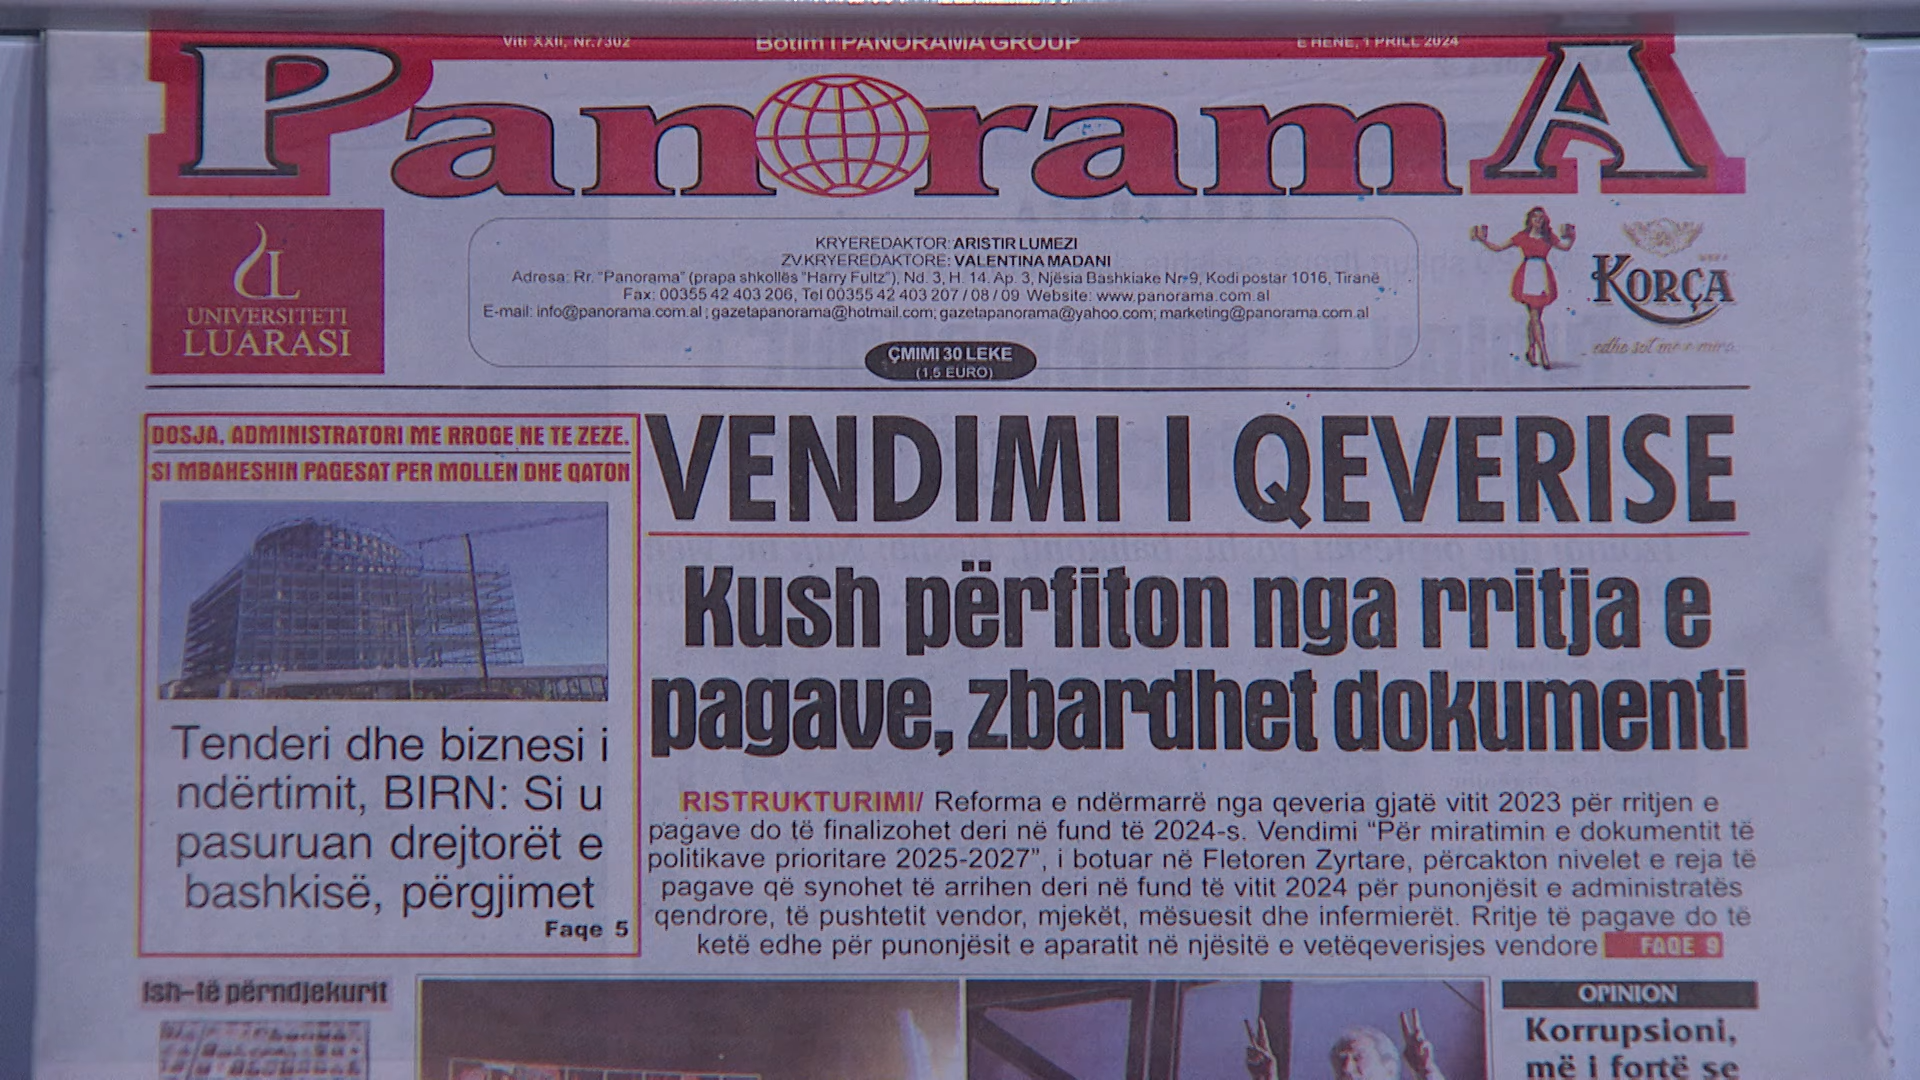 Viti XXII, Nr.7302
Botim i PANORAMA GROUP
E HËNË, 1 PRILL 2024
PanoramA
UNIVERSITETI
LUARASI
KRYEREDAKTOR: ARISTIR LUMEZI
ZV.KRYEREDAKTORE: VALENTINA MADANI
Adresa: Rr. "Panorama" (prapa shkollës "Harry Fultz"), Nd. 3, H. 14. Ap. 3, Njësia Bashkiake Nr-9, Kodi postar 1016, Tiranë
Fax: 00355 42 403 206, Tel 00355 42 403 207 / 08 / 09 Website: www.panorama.com.al
E-mail: info@panorama.com.al ; gazetapanorama@hotmail.com; gazetapanorama@yahoo.com; marketing@panorama.com.al
ÇMIMI 30 LEKE
(1,5 EURO)
KORÇA
edhe sot me e mira
DOSJA, ADMINISTRATORI ME RROGE NE TE ZEZE.
SI MBAHESHIN PAGESAT PER MOLLEN DHE QATON
Tenderi dhe biznesi i
ndërtimit, BIRN: Si u
pasuruan drejtorët e
bashkisë, përgjimet
Faqe 5
VENDIMI I QEVERISE
Kush përfiton nga rritja e
pagave, zbardhet dokumenti
RISTRUKTURIMI/ Reforma e ndërmarrë nga qeveria gjatë vitit 2023 për rritjen e
pagave do të finalizohet deri në fund të 2024-s. Vendimi "Për miratimin e dokumentit të
politikave prioritare 2025-2027", i botuar në Fletoren Zyrtare, përcakton nivelet e reja të
pagave që synohet të arrihen deri në fund të vitit 2024 për punonjësit e administratës
qendrore, të pushtetit vendor, mjekët, mësuesit dhe infermierët. Rritje të pagave do të
ketë edhe për punonjësit e aparatit në njësitë e vetëqeverisjes vendore FAQE 9
Ish-të përndjekurit
OPINION
Korrupsioni,
më i fortë se